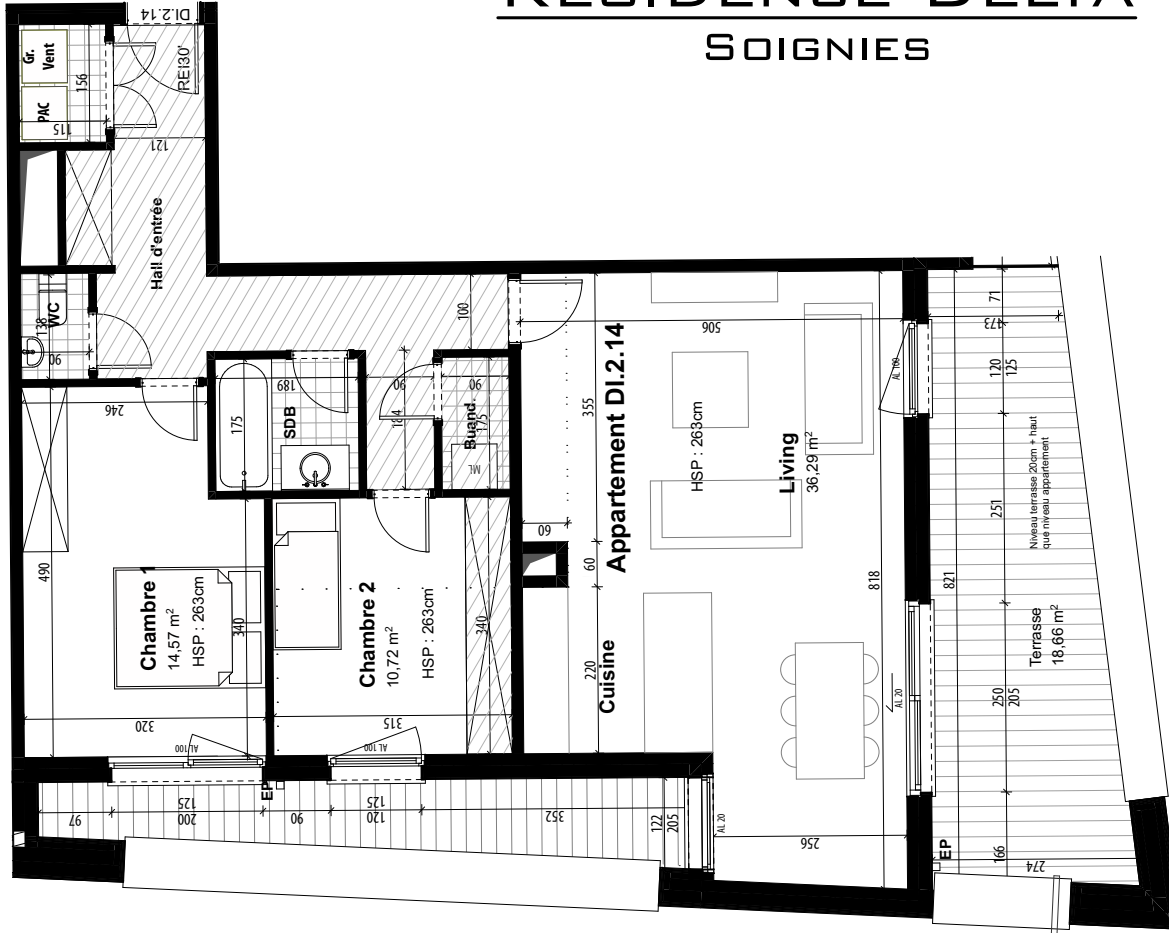 RESIDENCE DELTA
SOIGNIES
DI.2.14
Gr.
Vent
PAC
156
115
REI30'
121
Hall d'entrée
WC
138
90
100
506
71
173
120
125
AL 100
246
175
189
SDB
90
184
90
Buand.
175
ML
355
Appartement DI.2.14
HSP : 263cm
Living
36,29 m²
Niveau terrasse 20cm + haut
que niveau appartement
251
60
60
490
Chambre 1
14,57 m²
HSP : 263cm
340
Chambre 2
10,72 m²
HSP : 263cm
340
818
821
220
Cuisine
Terrasse
18,66 m²
250
205
AL 20
320
315
AL 100
AL 100
EP
97
125
200
90
125
120
352
122
205
AL 20
256
EP
166
274